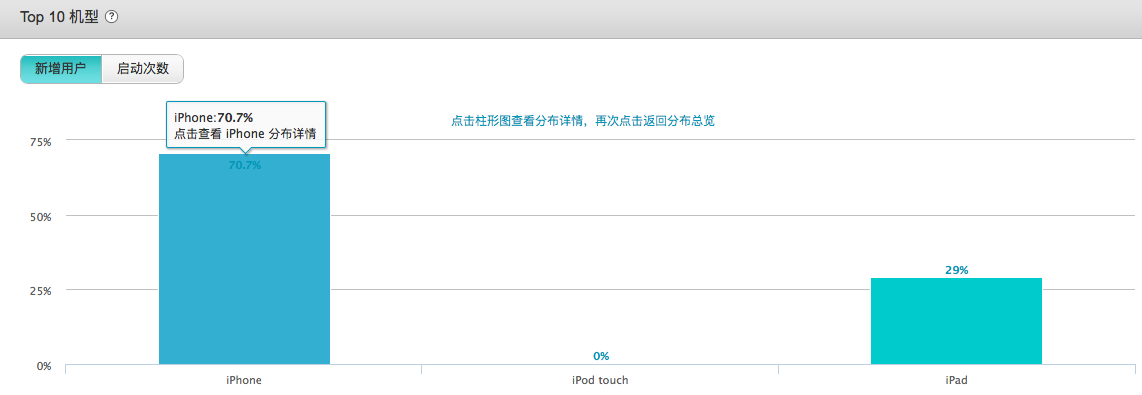 Top 10 机型 ?
新增用户 启动次数
iPhone:70.7%
点击查看 iPhone 分布详情
点击柱形图查看分布详情，再次点击返回分布总览
75%
70.7%
50%
29%
25%
0%
0%
iPhone iPod touch iPad